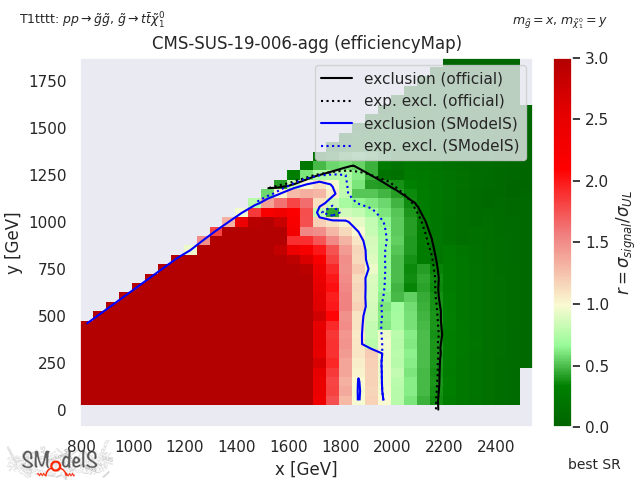 T1tttt: pp → g̃g̃, g̃ → tt̄χ̃₁⁰
m_g̃ = x, m_χ̃₁⁰ = y
CMS-SUS-19-006-agg (efficiencyMap)
exclusion (official)
exp. excl. (official)
exclusion (SModelS)
exp. excl. (SModelS)
y [GeV]
1750
1500
1250
1000
750
500
250
0
800 1000 1200 1400 1600 1800 2000 2200 2400
x [GeV]
3.0
2.5
2.0
1.5
1.0
0.5
0.0
r = σ_signal/σ_UL
best SR
SModelS